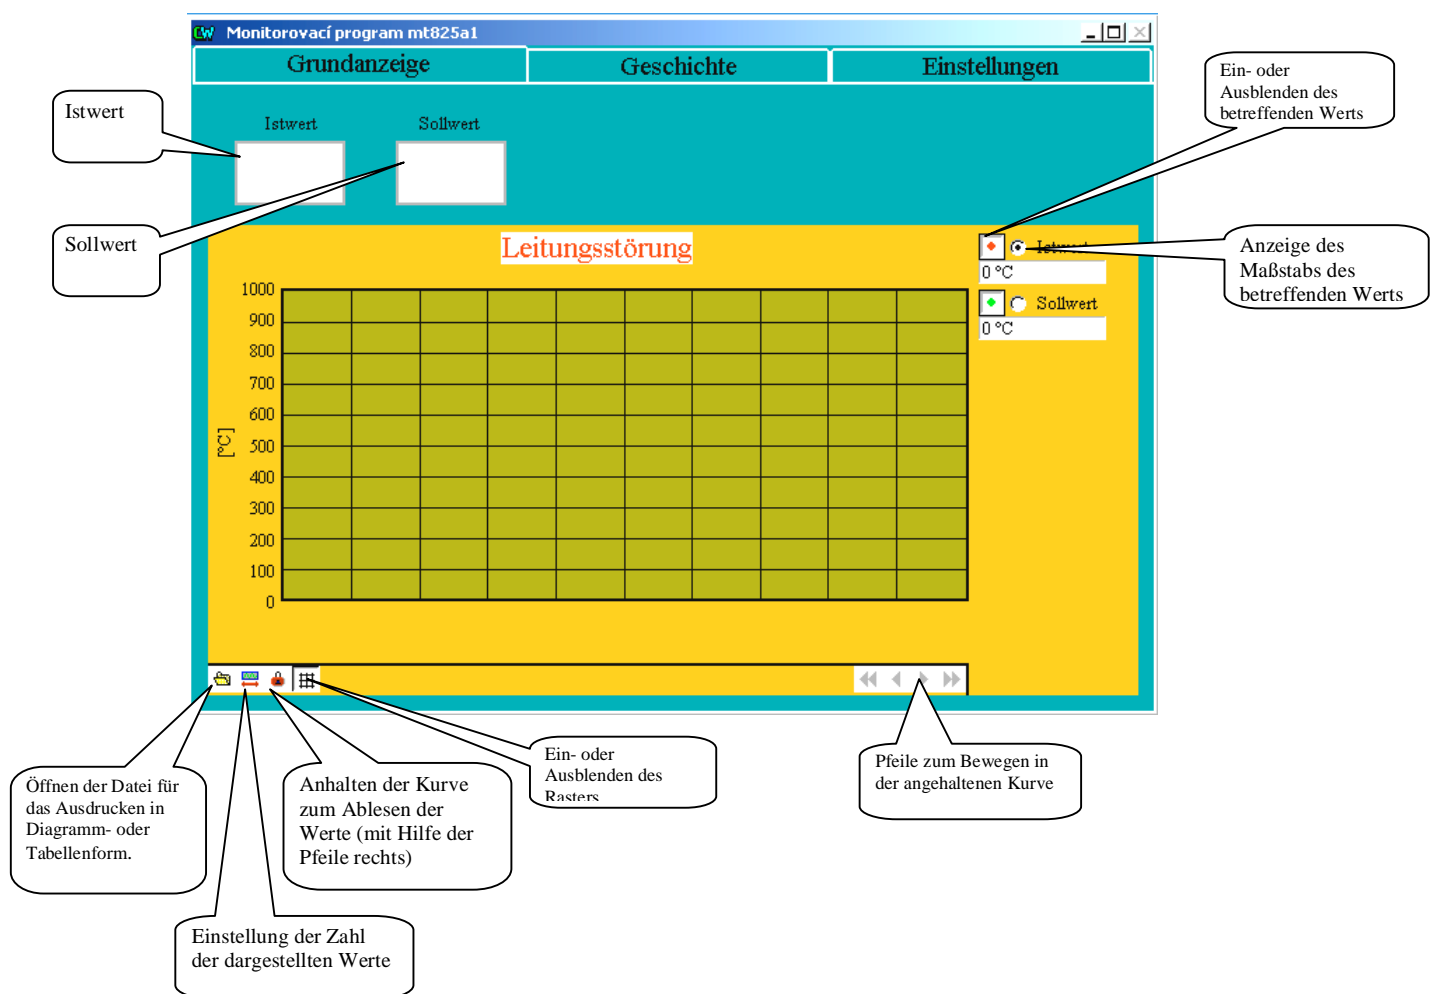 Monitorovací program mt825a1
Grundanzeige
Geschichte
Einstellungen
Istwert
Sollwert
Ein- oder
Ausblenden des
betreffenden Werts
Istwert
Sollwert
Leitungsstörung
Istwert
0 °C
Sollwert
0 °C
Anzeige des
Maßstabs des
betreffenden Werts
1000
900
800
700
600
500
400
300
200
100
0
[°C]
Öffnen der Datei für
das Ausdrucken in
Diagramm- oder
Tabellenform.
Einstellung der Zahl
der dargestellten Werte
Anhalten der Kurve
zum Ablesen der
Werte (mit Hilfe der
Pfeile rechts)
Ein- oder
Ausblenden des
Rasters
Pfeile zum Bewegen in
der angehaltenen Kurve